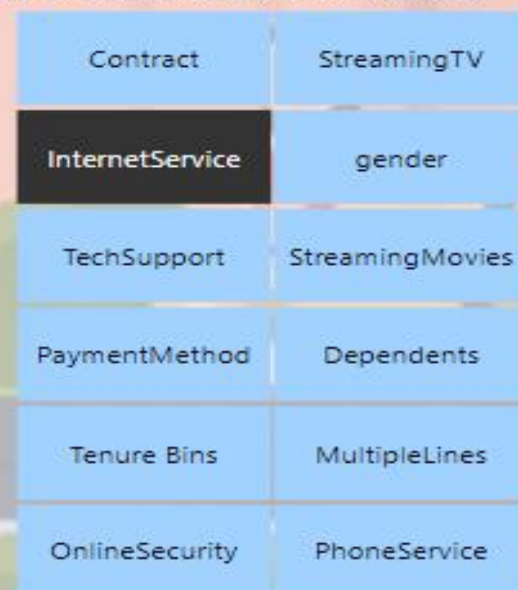 Contract
StreamingTV
InternetService
gender
TechSupport
StreamingMovies
PaymentMethod
Dependents
Tenure Bins
MultipleLines
OnlineSecurity
PhoneService